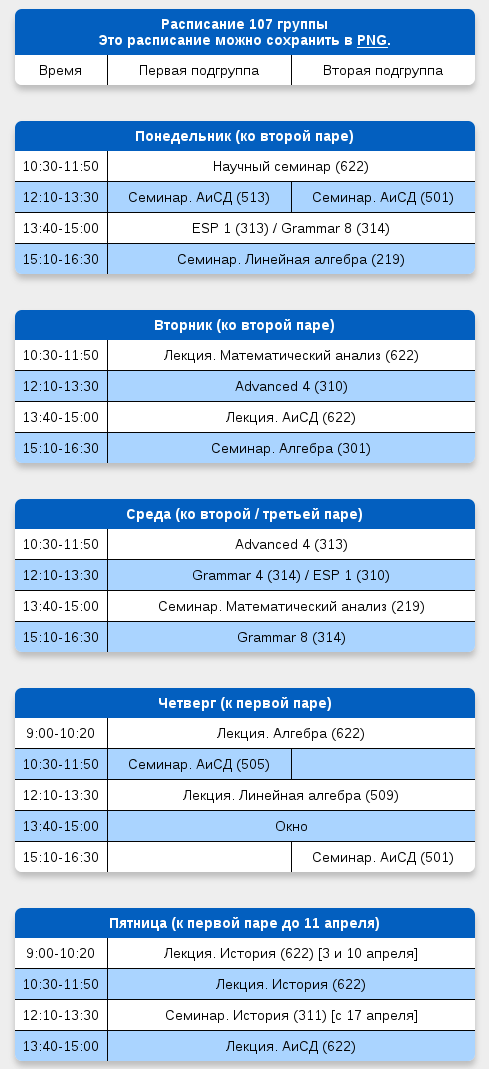 Расписание 107 группы
Это расписание можно сохранить в PNG.
Время Первая подгруппа Вторая подгруппа
Понедельник (ко второй паре)
10:30-11:50 Научный семинар (622)
12:10-13:30 Семинар. АиСД (513) Семинар. АиСД (501)
13:40-15:00 ESP 1 (313) / Grammar 8 (314)
15:10-16:30 Семинар. Линейная алгебра (219)
Вторник (ко второй паре)
10:30-11:50 Лекция. Математический анализ (622)
12:10-13:30 Advanced 4 (310)
13:40-15:00 Лекция. АиСД (622)
15:10-16:30 Семинар. Алгебра (301)
Среда (ко второй / третьей паре)
10:30-11:50 Advanced 4 (313)
12:10-13:30 Grammar 4 (314) / ESP 1 (310)
13:40-15:00 Семинар. Математический анализ (219)
15:10-16:30 Grammar 8 (314)
Четверг (к первой паре)
9:00-10:20 Лекция. Алгебра (622)
10:30-11:50 Семинар. АиСД (505)
12:10-13:30 Лекция. Линейная алгебра (509)
13:40-15:00 Окно
15:10-16:30 Семинар. АиСД (501)
Пятница (к первой паре до 11 апреля)
9:00-10:20 Лекция. История (622) [3 и 10 апреля]
10:30-11:50 Лекция. История (622)
12:10-13:30 Семинар. История (311) [с 17 апреля]
13:40-15:00 Лекция. АиСД (622)